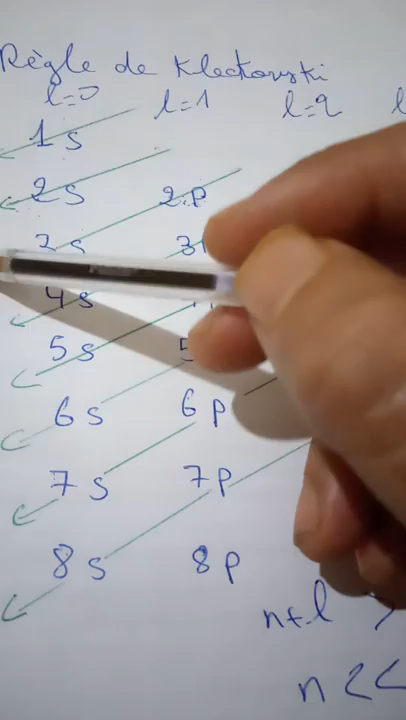 Règle de Klechowski
l=0 l=1 l=2 l
1s
2s 2p
3s 3
4s
5s 5
6s 6p
7s 7p
8s 8p
n+l
n <<